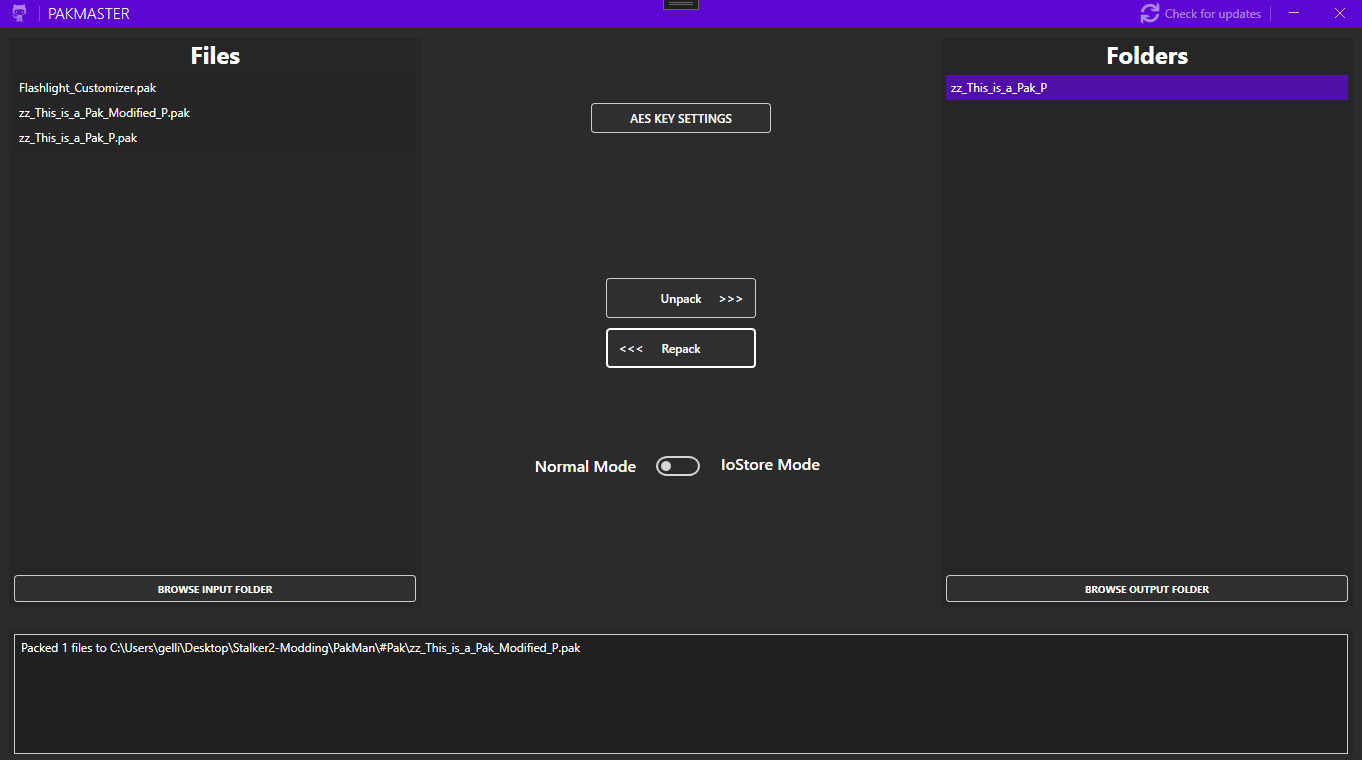 PAKMASTER
Check for updates
Files
Flashlight_Customizer.pak
zz_This_is_a_Pak_Modified_P.pak
zz_This_is_a_Pak_P.pak
BROWSE INPUT FOLDER
AES KEY SETTINGS
Unpack >>>
<<< Repack
Normal Mode
IoStore Mode
Folders
zz_This_is_a_Pak_P
BROWSE OUTPUT FOLDER
Packed 1 files to C:\Users\gelli\Desktop\Stalker2-Modding\PakMan\#Pak\zz_This_is_a_Pak_Modified_P.pak